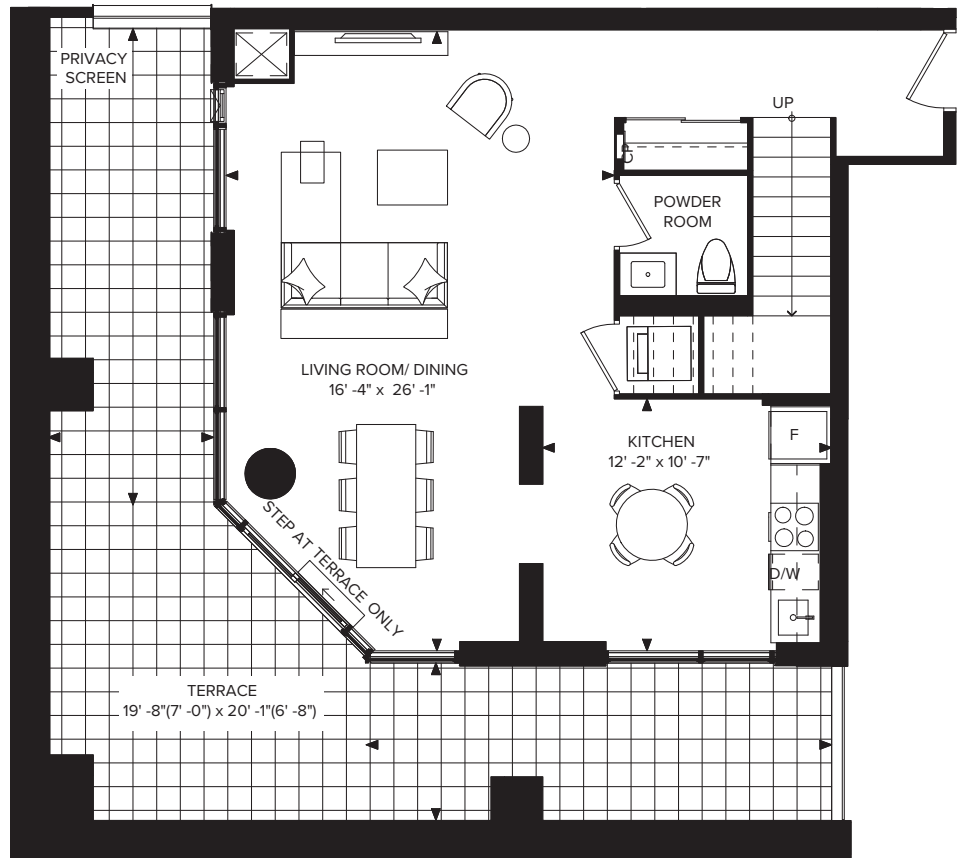 PRIVACY
SCREEN
UP
CP
POWDER
ROOM
LIVING ROOM/ DINING
16' -4" x 26' -1"
KITCHEN
12' -2" x 10' -7"
F
STEP AT TERRACE ONLY
D/W
TERRACE
19' -8"(7' -0") x 20' -1"(6' -8")